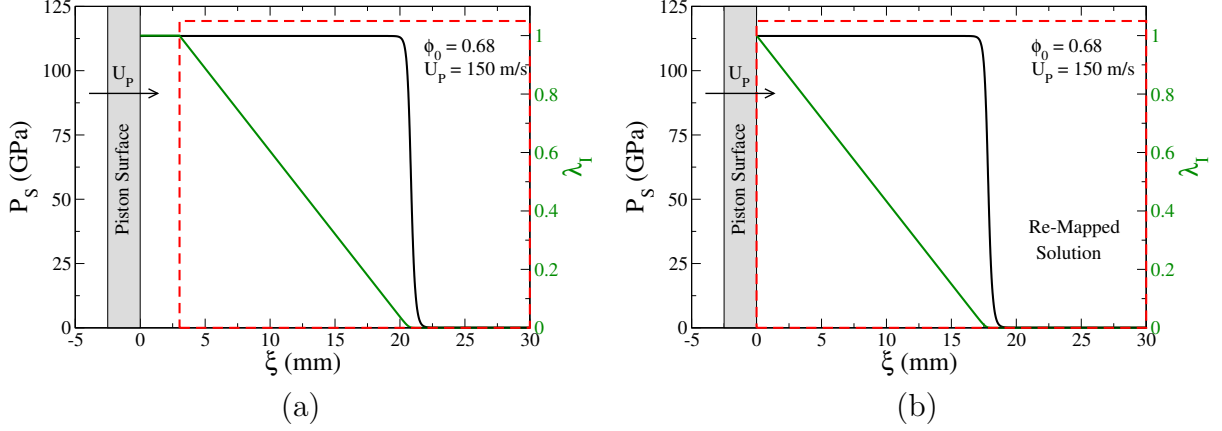 P_S (GPa)
125
100
75
50
25
0
U_P
Piston Surface
ϕ_0 = 0.68
U_P = 150 m/s
1
0.8
0.6
0.4
0.2
0
λ_I
-5 0 5 10 15 20 25 30
ξ (mm)
(a)
P_S (GPa)
125
100
75
50
25
0
U_P
Piston Surface
ϕ_0 = 0.68
U_P = 150 m/s
Re-Mapped
Solution
1
0.8
0.6
0.4
0.2
0
λ_I
-5 0 5 10 15 20 25 30
ξ (mm)
(b)